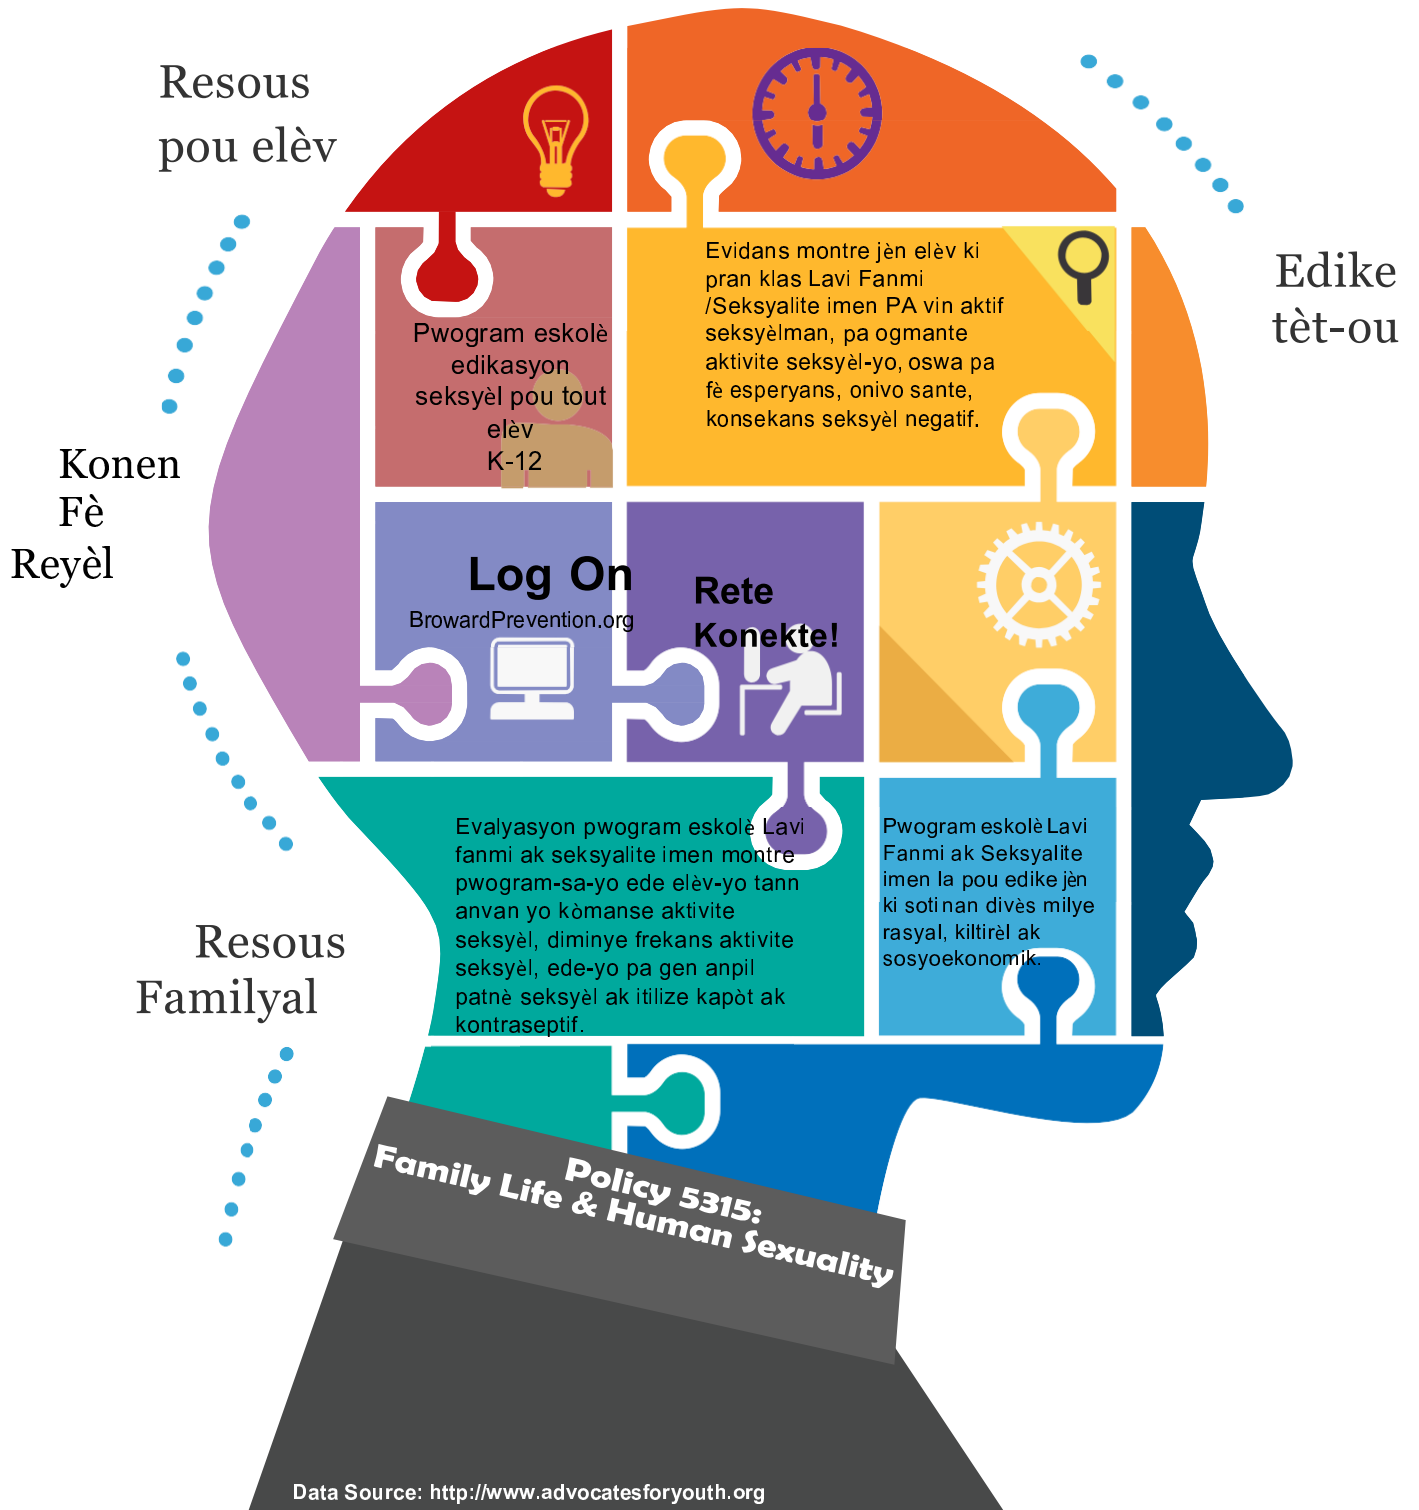 Resous
pou elèv
Edike
tèt-ou
Konen
Fè
Reyèl
Resous
Familyal
Pwogram eskolè
edikasyon
seksyèl pou tout
elèv
K-12
Evidans montre jèn elèv ki
pran klas Lavi Fanmi
/Seksyalite imen PA vin aktif
seksyèlman, pa ogmante
aktivite seksyèl-yo, oswa pa
fè esperyans, onivo sante,
konsekans seksyèl negatif.
Log On
BrowardPrevention.org
Rete
Konekte!
Evalyasyon pwogram eskolè Lavi
fanmi ak seksyalite imen montre
pwogram-sa-yo ede elèv-yo tann
anvan yo kòmanse aktivite
seksyèl, diminye frekans aktivite
seksyèl, ede-yo pa gen anpil
patnè seksyèl ak itilize kapòt ak
kontraseptif.
Pwogram eskolè Lavi
Fanmi ak Seksyalite
imen la pou edike jèn
ki soti nan divès milye
rasyal, kiltirèl ak
sosyoekonomik.
Policy 5315:
Family Life & Human Sexuality
Data Source: http://www.advocatesforyouth.org